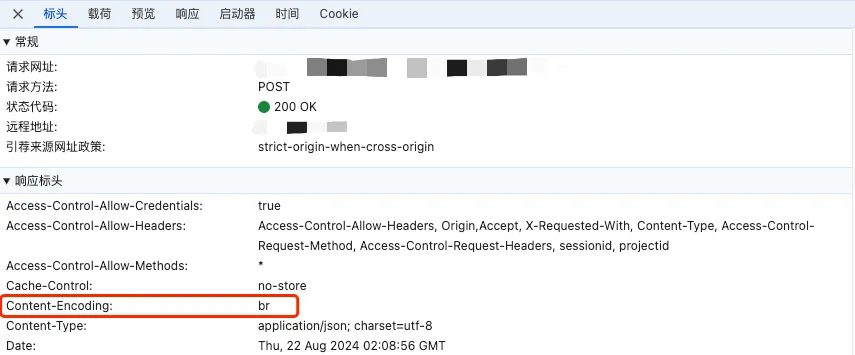 标头 载荷 预览 响应 启动器 时间 Cookie
常规
请求网址:
请求方法: POST
状态代码: 200 OK
远程地址:
引荐来源网址政策: strict-origin-when-cross-origin
响应标头
Access-Control-Allow-Credentials: true
Access-Control-Allow-Headers: Access-Control-Allow-Headers, Origin,Accept, X-Requested-With, Content-Type, Access-Control-
Request-Method, Access-Control-Request-Headers, sessionid, projectid
Access-Control-Allow-Methods: *
Cache-Control: no-store
Content-Encoding: br
Content-Type: application/json; charset=utf-8
Date: Thu, 22 Aug 2024 02:08:56 GMT